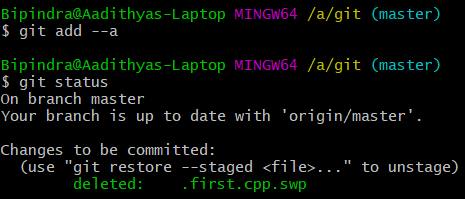 Bipindra@Aadithyas-Laptop MINGW64 /a/git (master)
$ git add --a
Bipindra@Aadithyas-Laptop MINGW64 /a/git (master)
$ git status
On branch master
Your branch is up to date with 'origin/master'.
Changes to be committed:
  (use "git restore --staged <file>..." to unstage)
        deleted:    .first.cpp.swp